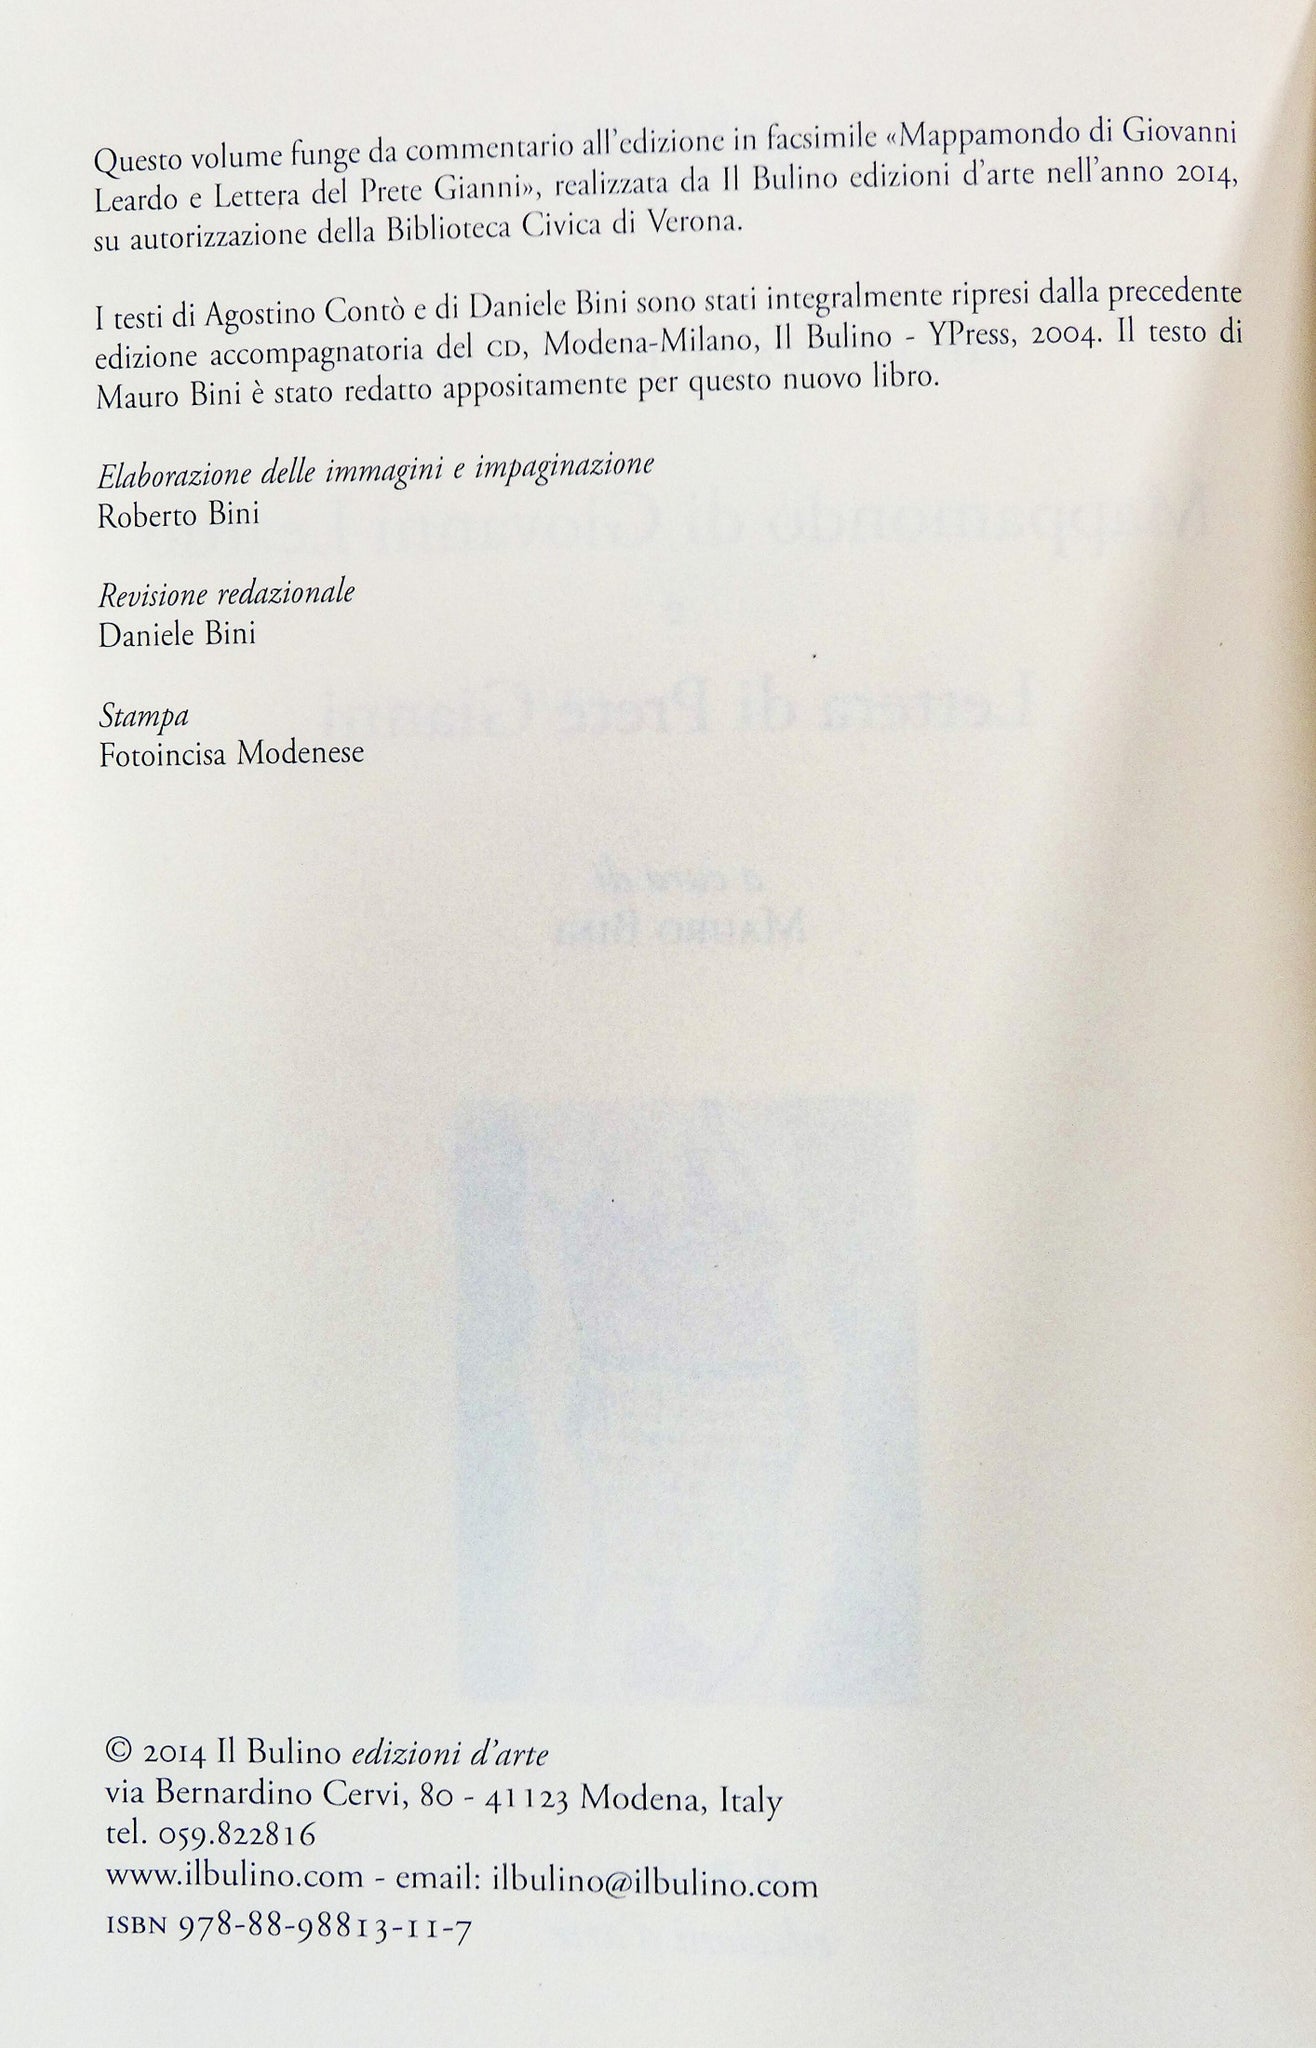 Questo volume funge da commentario all'edizione in facsimile «Mappamondo di Giovanni
Leardo e Lettera del Prete Gianni», realizzata da Il Bulino edizioni d'arte nell'anno 2014,
su autorizzazione della Biblioteca Civica di Verona.
I testi di Agostino Contò e di Daniele Bini sono stati integralmente ripresi dalla precedente
edizione accompagnatoria del CD, Modena-Milano, Il Bulino - YPress, 2004. Il testo di
Mauro Bini è stato redatto appositamente per questo nuovo libro.
Elaborazione delle immagini e impaginazione
Roberto Bini
Revisione redazionale
Daniele Bini
Stampa
Fotoincisa Modenese
© 2014 Il Bulino edizioni d'arte
via Bernardino Cervi, 80 - 41123 Modena, Italy
tel. 059.822816
www.ilbulino.com - email: ilbulino@ilbulino.com
ISBN 978-88-98813-11-7